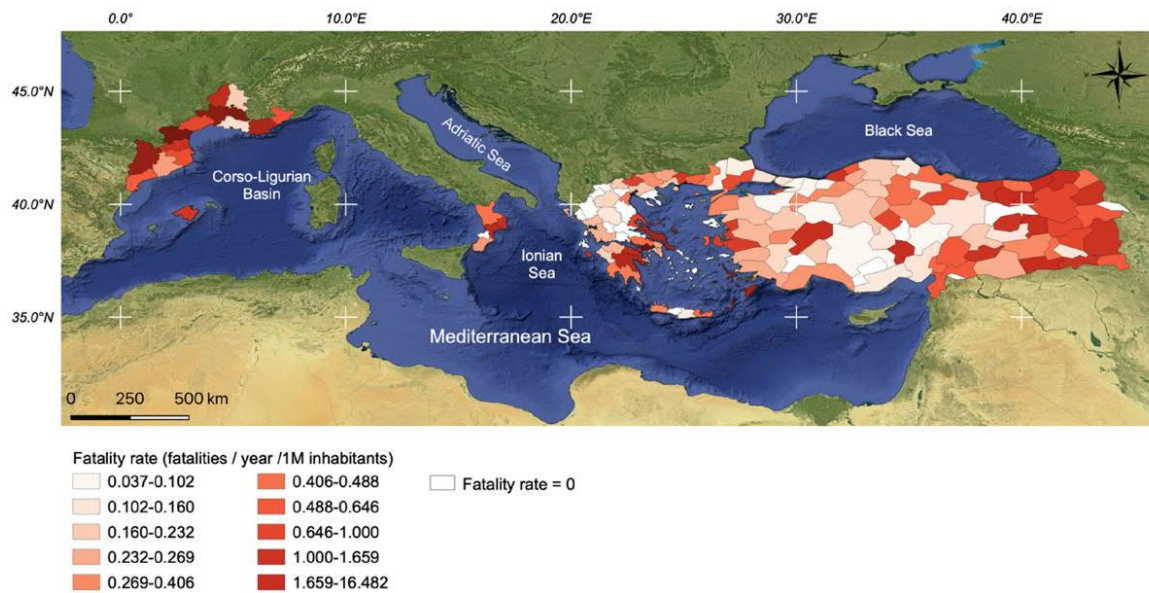 0.0° 10.0°E 20.0°E 30.0°E 40.0°E
45.0°N
40.0°N
35.0°N
Adriatic Sea
Black Sea
Corso-Ligurian
Basin
Ionian
Sea
Mediterranean Sea
0 250 500 km
Fatality rate (fatalities / year /1M inhabitants)
0.037-0.102
0.102-0.160
0.160-0.232
0.232-0.269
0.269-0.406
0.406-0.488
0.488-0.646
0.646-1.000
1.000-1.659
1.659-16.482
Fatality rate = 0